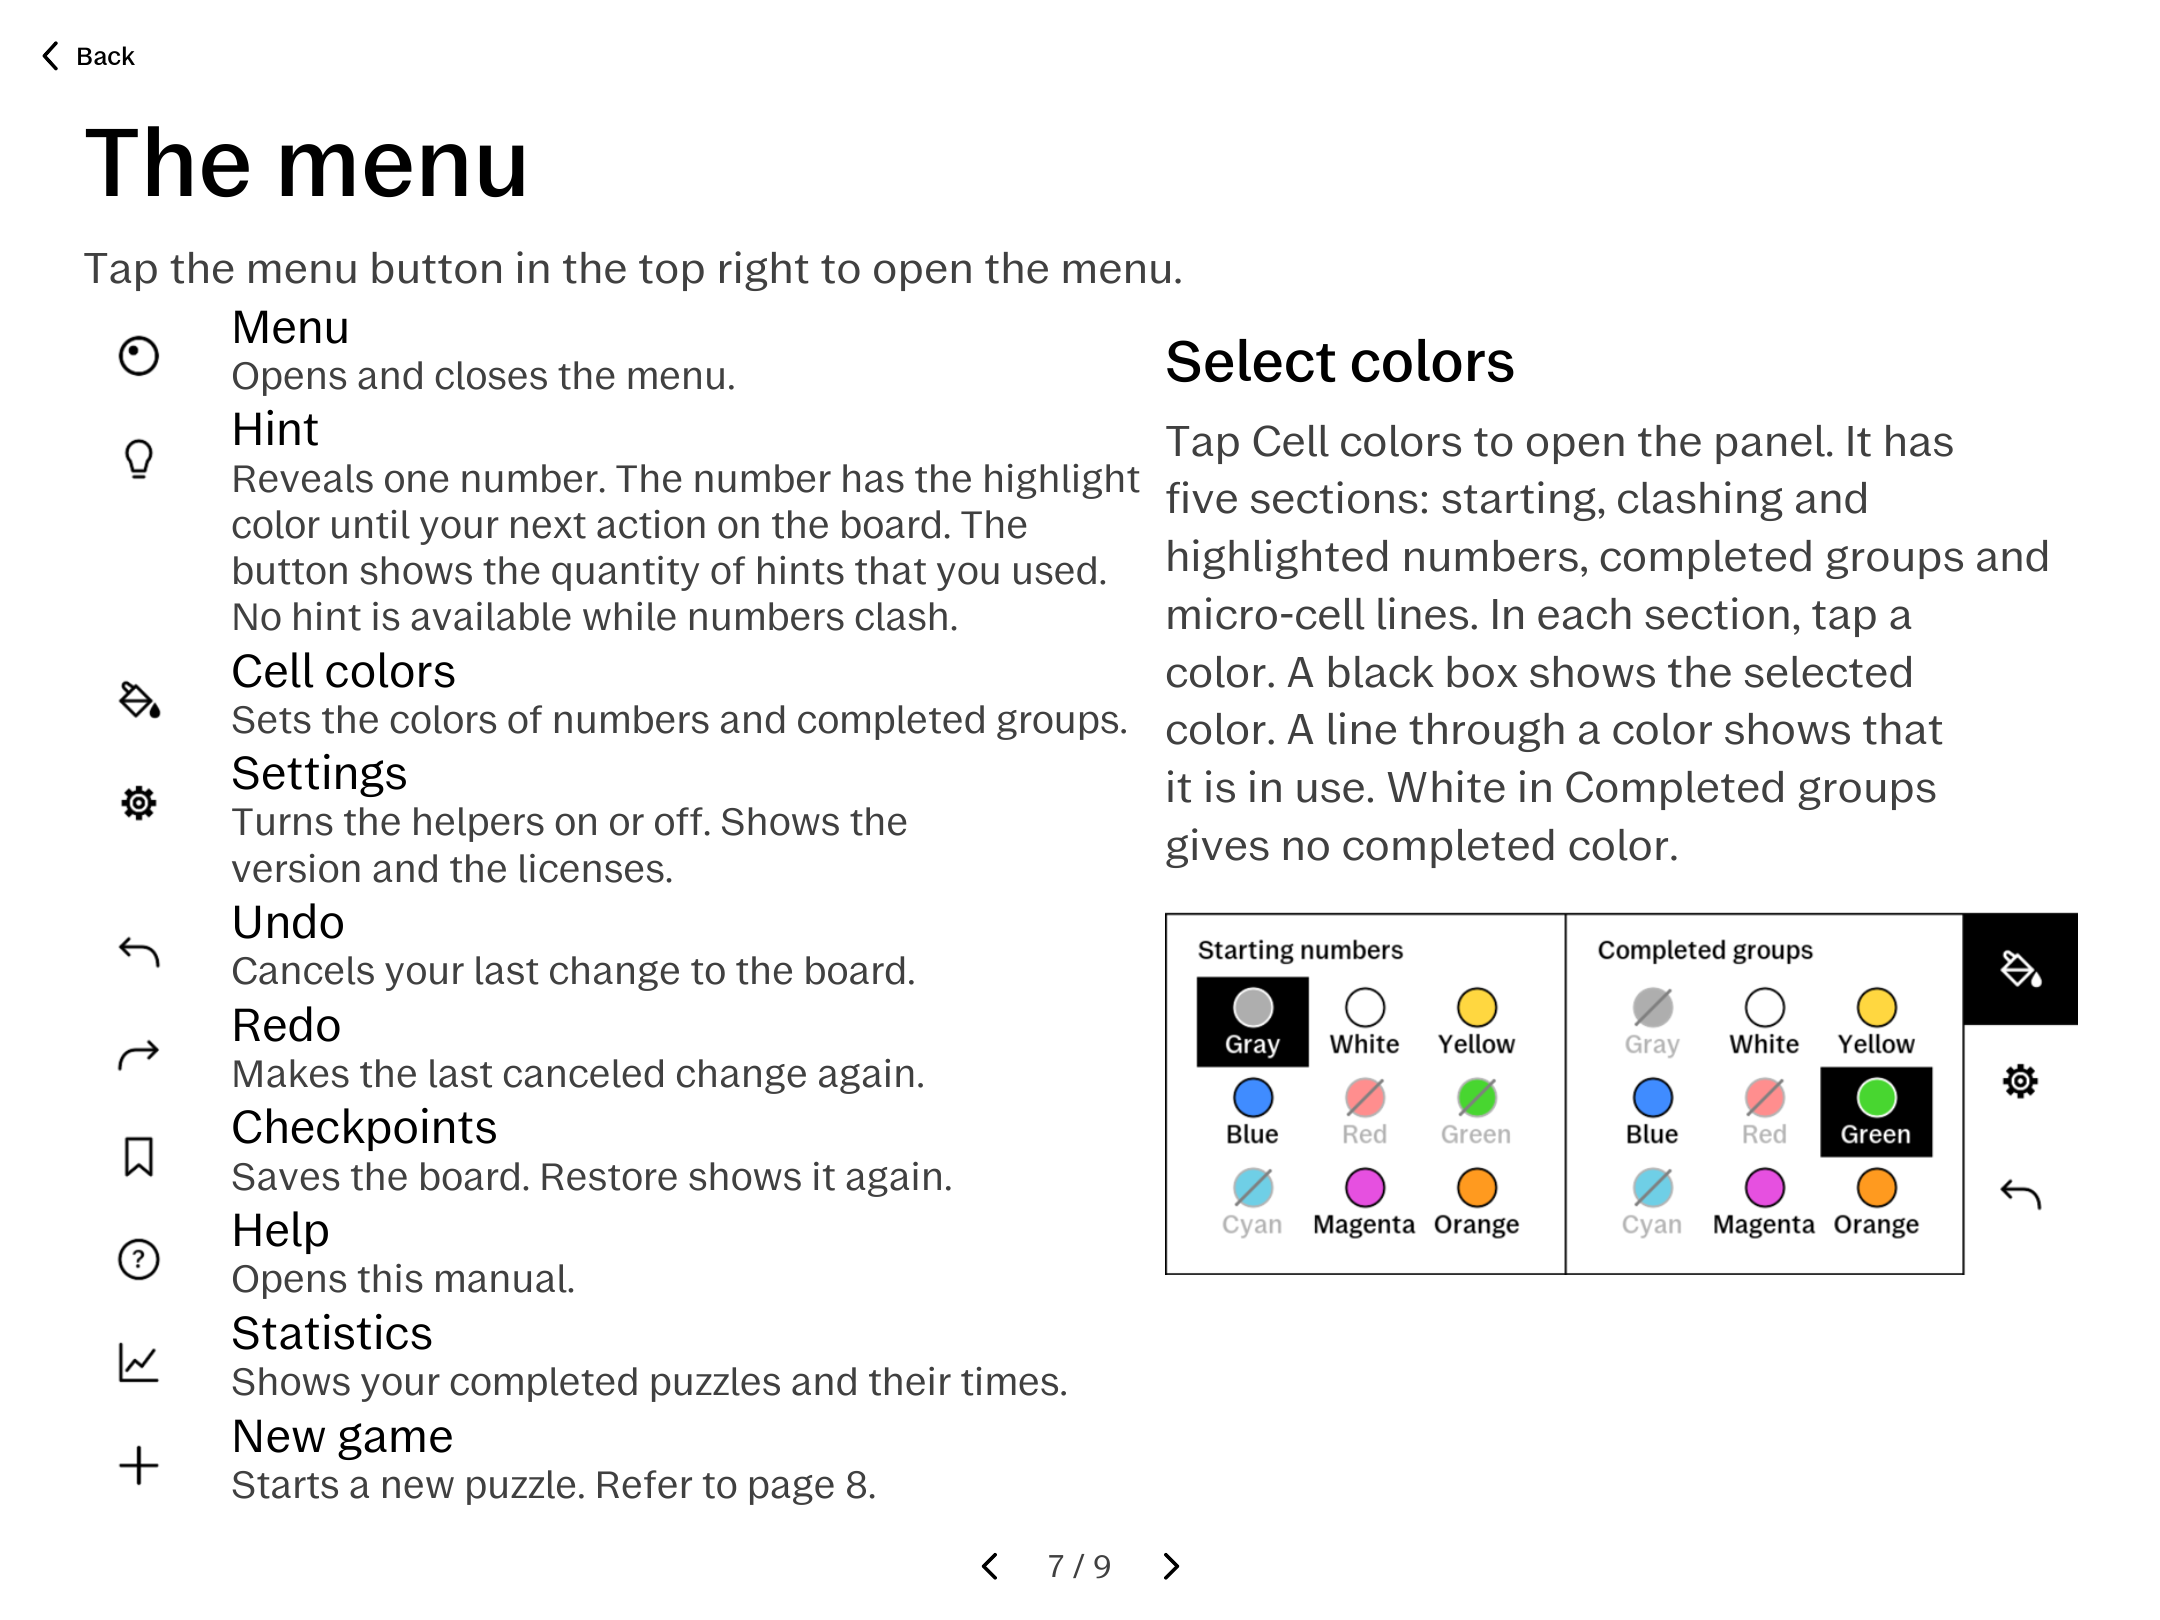 Back
The menu
Tap the menu button in the top right to open the menu.
Menu
Opens and closes the menu.
Hint
Reveals one number. The number has the highlight
color until your next action on the board. The
button shows the quantity of hints that you used.
No hint is available while numbers clash.
Cell colors
Sets the colors of numbers and completed groups.
Settings
Turns the helpers on or off. Shows the
version and the licenses.
Undo
Cancels your last change to the board.
Redo
Makes the last canceled change again.
Checkpoints
Saves the board. Restore shows it again.
Help
Opens this manual.
Statistics
Shows your completed puzzles and their times.
New game
Starts a new puzzle. Refer to page 8.
Select colors
Tap Cell colors to open the panel. It has
five sections: starting, clashing and
highlighted numbers, completed groups and
micro-cell lines. In each section, tap a
color. A black box shows the selected
color. A line through a color shows that
it is in use. White in Completed groups
gives no completed color.
Starting numbers
Gray White Yellow
Blue Red Green
Cyan Magenta Orange
Completed groups
Gray White Yellow
Blue Red Green
Cyan Magenta Orange
7 / 9